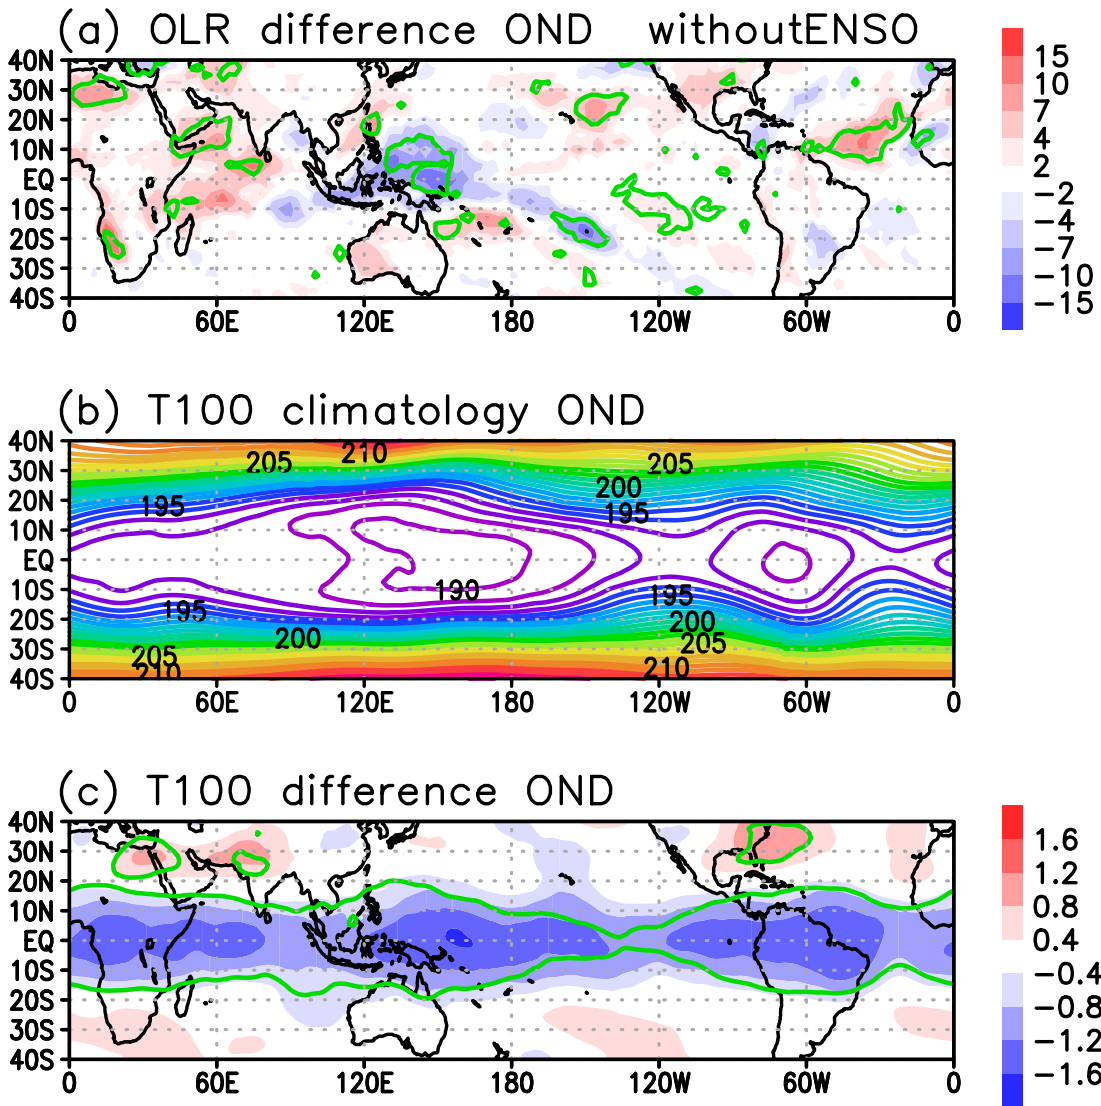 (a) OLR difference OND withoutENSO
40N
30N
20N
10N
EQ
10S
20S
30S
40S
0 60E 120E 180 120W 60W 0
15
10
7
4
2
−2
−4
−7
−10
−15
(b) T100 climatology OND
40N
30N
20N
10N
EQ
10S
20S
30S
40S
210
205 205
200
195 195
190
195 195
200 200
205 205
210 210
0 60E 120E 180 120W 60W 0
(c) T100 difference OND
40N
30N
20N
10N
EQ
10S
20S
30S
40S
0 60E 120E 180 120W 60W 0
1.6
1.2
0.8
0.4
−0.4
−0.8
−1.2
−1.6